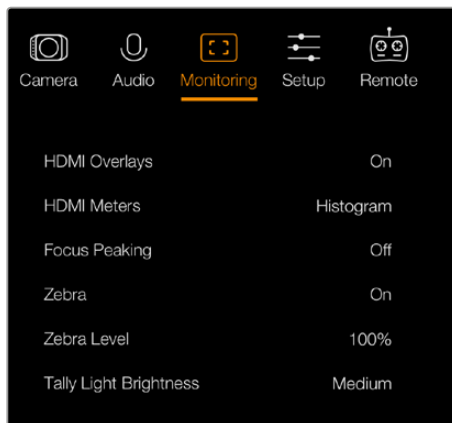 Camera Audio Monitoring Setup Remote
HDMI Overlays On
HDMI Meters Histogram
Focus Peaking Off
Zebra On
Zebra Level 100%
Tally Light Brightness Medium